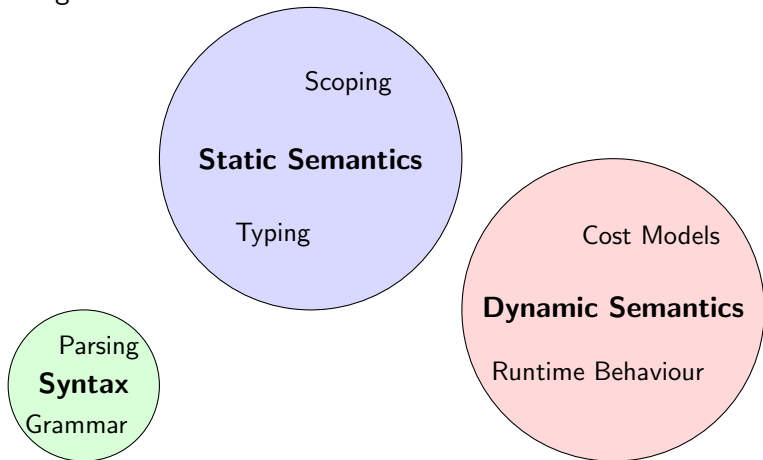 Scoping
Static Semantics
Typing
Cost Models
Dynamic Semantics
Runtime Behaviour
Parsing
Syntax
Grammar